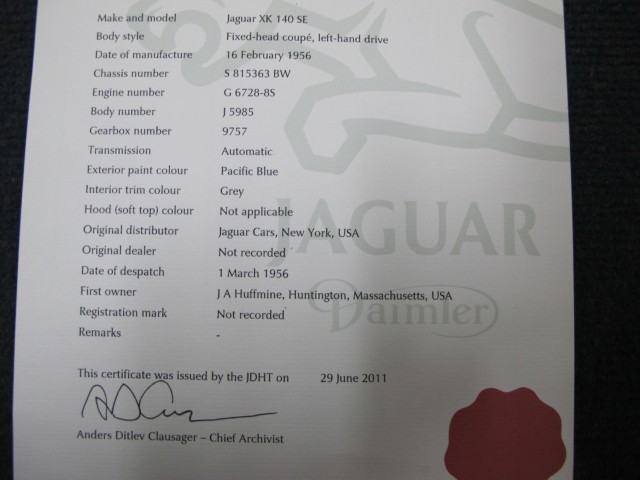 Make and model Jaguar XK 140 SE
Body style Fixed-head coupé, left-hand drive
Date of manufacture 16 February 1956
Chassis number S 815363 BW
Engine number G 6728-8S
Body number J 5985
Gearbox number 9757
Transmission Automatic
Exterior paint colour Pacific Blue
Interior trim colour Grey
Hood (soft top) colour Not applicable
Original distributor Jaguar Cars, New York, USA
JAGUAR
Original dealer Not recorded
Date of despatch 1 March 1956
First owner J A Huffmine, Huntington, Massachusetts, USA
Registration mark Not recorded
Daimler
Remarks -
This certificate was issued by the JDHT on 29 June 2011
Anders Ditlev Clausager – Chief Archivist